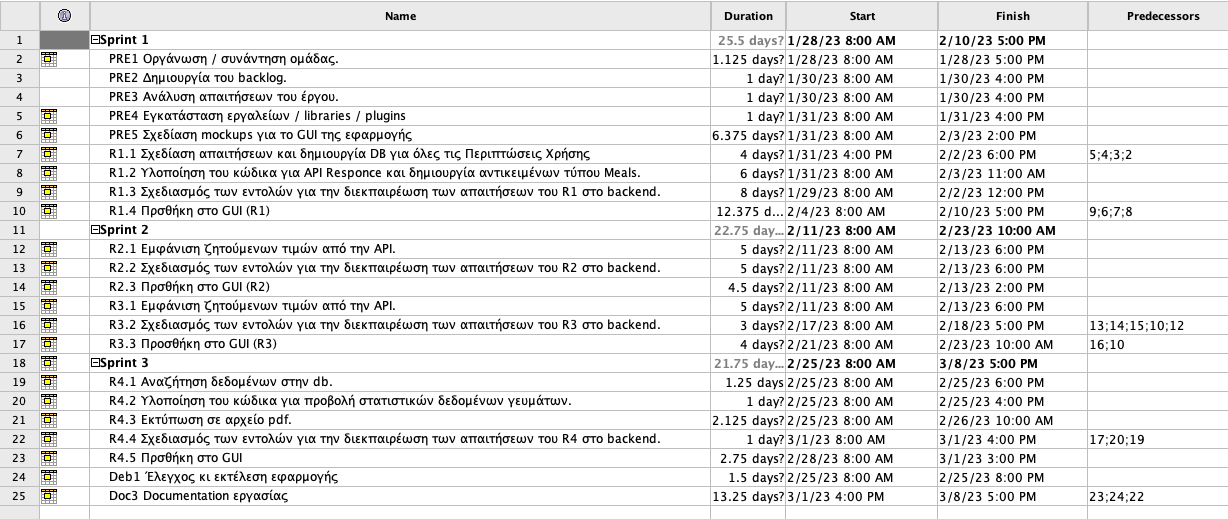 Name Duration Start Finish Predecessors
1 Sprint 1 25.5 days? 1/28/23 8:00 AM 2/10/23 5:00 PM
2 PRE1 Οργάνωση / συνάντηση ομάδας. 1.125 days? 1/28/23 8:00 AM 1/28/23 5:00 PM
3 PRE2 Δημιουργία του backlog. 1 day? 1/30/23 8:00 AM 1/30/23 4:00 PM
4 PRE3 Ανάλυση απαιτήσεων του έργου. 1 day? 1/30/23 8:00 AM 1/30/23 4:00 PM
5 PRE4 Εγκατάσταση εργαλείων / libraries / plugins 1 day? 1/31/23 8:00 AM 1/31/23 4:00 PM
6 PRE5 Σχεδίαση mockups για το GUI της εφαρμογής 6.375 days? 1/31/23 8:00 AM 2/3/23 2:00 PM
7 R1.1 Σχεδίαση απαιτήσεων και δημιουργία DB για όλες τις Περιπτώσεις Χρήσης 4 days? 1/31/23 4:00 PM 2/2/23 6:00 PM 5;4;3;2
8 R1.2 Υλοποίηση του κώδικα για API Responce και δημιουργία αντικειμένων τύπου Meals. 6 days? 1/31/23 8:00 AM 2/3/23 11:00 AM
9 R1.3 Σχεδιασμός των εντολών για την διεκπαιρέωση των απαιτήσεων του R1 στο backend. 8 days? 1/29/23 8:00 AM 2/2/23 12:00 PM
10 R1.4 Πρσθήκη στο GUI (R1) 12.375 d... 2/4/23 8:00 AM 2/10/23 5:00 PM 9;6;7;8
11 Sprint 2 22.75 day... 2/11/23 8:00 AM 2/23/23 10:00 AM
12 R2.1 Εμφάνιση ζητούμενων τιμών από την API. 5 days? 2/11/23 8:00 AM 2/13/23 6:00 PM
13 R2.2 Σχεδιασμός των εντολών για την διεκπαιρέωση των απαιτήσεων του R2 στο backend. 5 days? 2/11/23 8:00 AM 2/13/23 6:00 PM
14 R2.3 Πρσθήκη στο GUI (R2) 4.5 days? 2/11/23 8:00 AM 2/13/23 2:00 PM
15 R3.1 Εμφάνιση ζητούμενων τιμών από την API. 5 days? 2/11/23 8:00 AM 2/13/23 6:00 PM
16 R3.2 Σχεδιασμός των εντολών για την διεκπαιρέωση των απαιτήσεων του R3 στο backend. 3 days? 2/17/23 8:00 AM 2/18/23 5:00 PM 13;14;15;10;12
17 R3.3 Προσθήκη στο GUI (R3) 4 days? 2/21/23 8:00 AM 2/23/23 10:00 AM 16;10
18 Sprint 3 21.75 day... 2/25/23 8:00 AM 3/8/23 5:00 PM
19 R4.1 Αναζήτηση δεδομένων στην db. 1.25 days 2/25/23 8:00 AM 2/25/23 6:00 PM
20 R4.2 Υλοποίηση του κώδικα για προβολή στατιστικών δεδομένων γευμάτων. 1 day? 2/25/23 8:00 AM 2/25/23 4:00 PM
21 R4.3 Εκτύπωση σε αρχείο pdf. 2.125 days? 2/25/23 8:00 AM 2/26/23 10:00 AM
22 R4.4 Σχεδιασμός των εντολών για την διεκπαιρέωση των απαιτήσεων του R4 στο backend. 1 day? 3/1/23 8:00 AM 3/1/23 4:00 PM 17;20;19
23 R4.5 Πρσθήκη στο GUI 2.75 days? 2/28/23 8:00 AM 3/1/23 3:00 PM
24 Deb1 Έλεγχος κι εκτέλεση εφαρμογής 1.5 days? 2/25/23 8:00 AM 2/25/23 8:00 PM
25 Doc3 Documentation εργασίας 13.25 days? 3/1/23 4:00 PM 3/8/23 5:00 PM 23;24;22